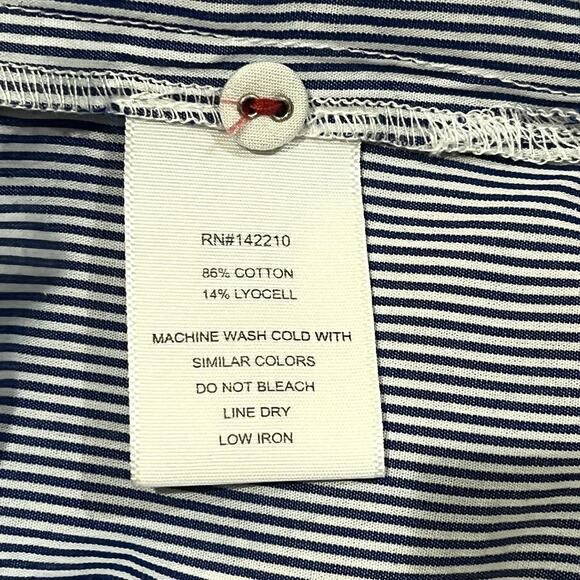 RN#142210
86% COTTON
14% LYOCELL
MACHINE WASH COLD WITH
SIMILAR COLORS
DO NOT BLEACH
LINE DRY
LOW IRON